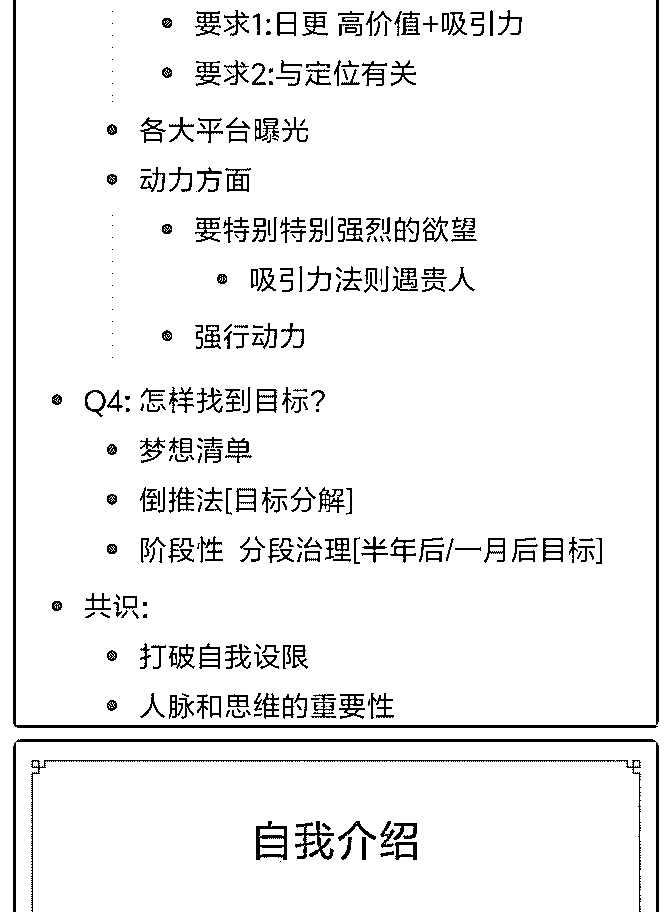 要求1:日更 高价值+吸引力
要求2:与定位有关
各大平台曝光
动力方面
要特别特别强烈的欲望
吸引力法则遇贵人
强行动力
Q4: 怎样找到目标?
梦想清单
倒推法[目标分解]
阶段性 分段治理[半年后/一月后目标]
共识:
打破自我设限
人脉和思维的重要性
自我介绍